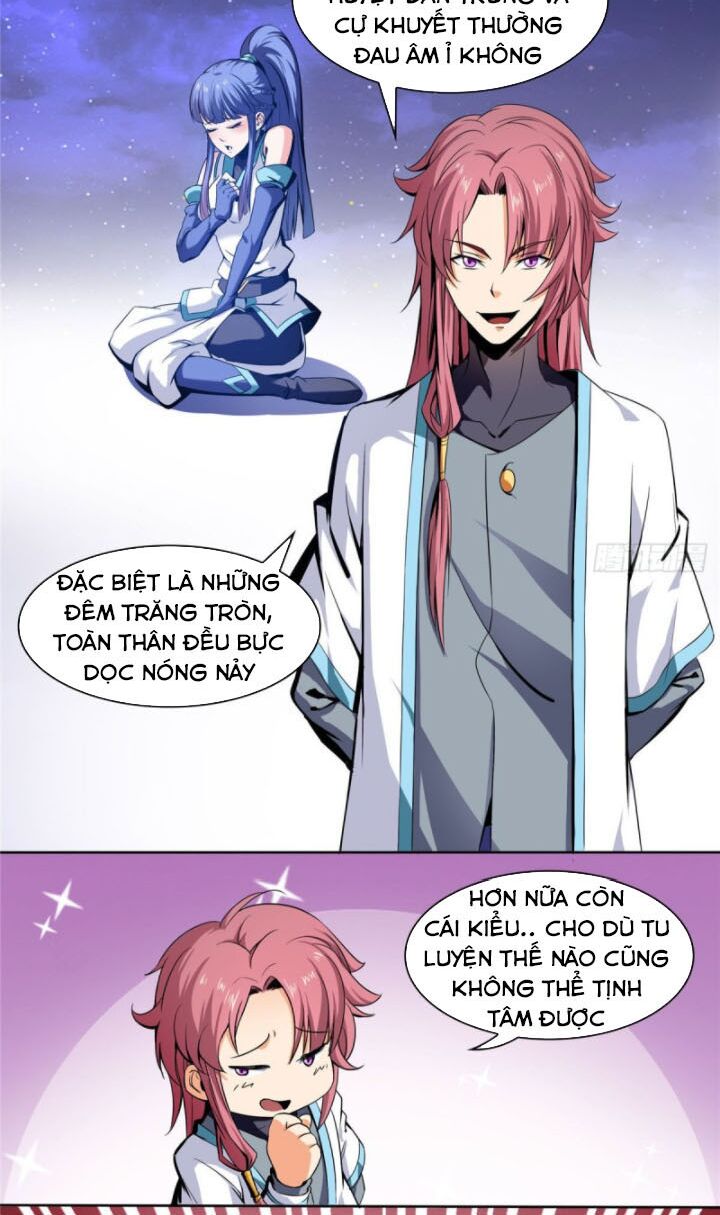 CỰ KHUYẾT THƯỜNG
ĐAU ÂM Ỉ KHÔNG
ĐẶC BIỆT LÀ NHỮNG
ĐÊM TRĂNG TRÒN,
TOÀN THÂN ĐỀU BỰC
DỌC NÓNG NẢY
HƠN NỮA CÒN
CÁI KIỂU.. CHO DÙ TU
LUYỆN THẾ NÀO CŨNG
KHÔNG THỂ TỊNH
TÂM ĐƯỢC